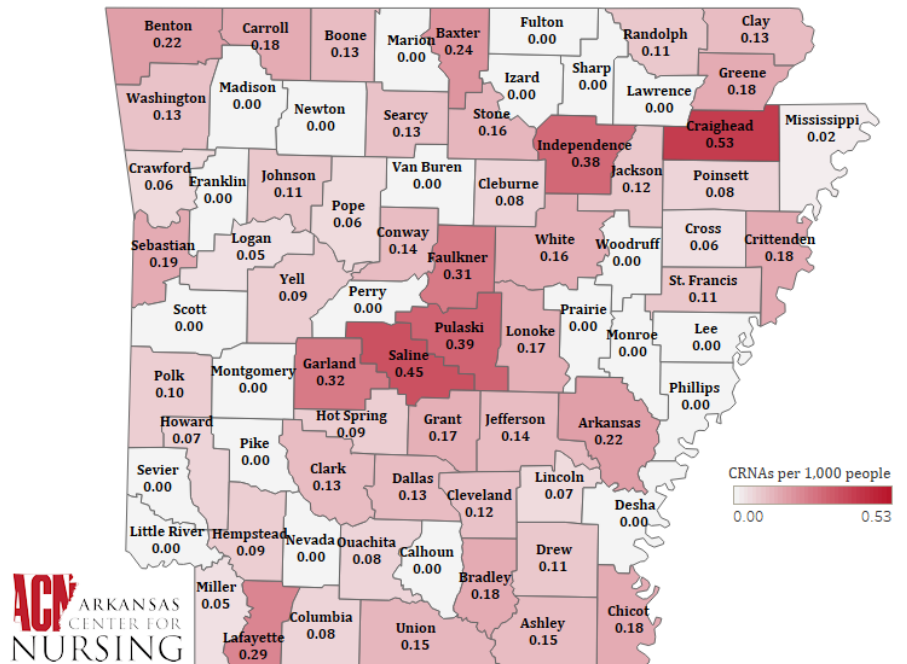 Benton
0.22
Carroll
0.18
Boone
0.13
Marion
0.00
Baxter
0.24
Fulton
0.00
Randolph
0.11
Clay
0.13
Madison
0.00
Izard
0.00
Sharp
0.00
Lawrence
0.00
Greene
0.18
Washington
0.13
Newton
0.00
Searcy
0.13
Stone
0.16
Independence
0.38
Craighead
0.53
Mississippi
0.02
Crawford
0.06
Franklin
0.00
Johnson
0.11
Van Buren
0.00
Cleburne
0.08
Jackson
0.12
Poinsett
0.08
Pope
0.06
Sebastian
0.19
Logan
0.05
Conway
0.14
Faulkner
0.31
White
0.16
Woodruff
0.00
Cross
0.06
Crittenden
0.18
Yell
0.09
Perry
0.00
St. Francis
0.11
Scott
0.00
Pulaski
0.39
Lonoke
0.17
Prairie
0.00
Monroe
0.00
Lee
0.00
Polk
0.10
Montgomery
0.00
Garland
0.32
Saline
0.45
Phillips
0.00
Howard
0.07
Hot Spring
0.09
Grant
0.17
Jefferson
0.14
Arkansas
0.22
Pike
0.00
Sevier
0.00
Clark
0.13
Dallas
0.13
Cleveland
0.12
Lincoln
0.07
Desha
0.00
CRNAs per 1,000 people
0.00 0.53
Little River
0.00
Hempstead
0.09
Nevada
0.00
Ouachita
0.08
Calhoun
0.00
Drew
0.11
Miller
0.05
Bradley
0.18
Lafayette
0.29
Columbia
0.08
Union
0.15
Ashley
0.15
Chicot
0.18
ACN
ARKANSAS
CENTER FOR
NURSING